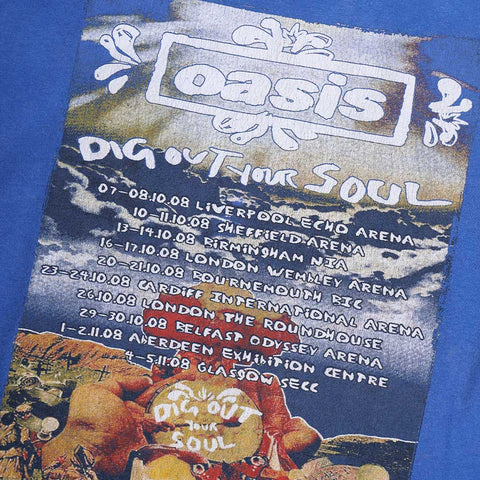 oasis
DIG OUT YOUR SOUL
07-08.10.08 LIVERPOOL ECHO ARENA
10-11.10.08 SHEFFIELD ARENA
13-14.10.08 BIRMINGHAM NIA
16-17.10.08 LONDON WEMBLEY ARENA
20-21.10.08 BOURNEMOUTH BIC
23-24.10.08 CARDIFF INTERNATIONAL ARENA
26.10.08 LONDON THE ROUNDHOUSE
29-30.10.08 BELFAST ODYSSEY ARENA
1-2.11.08 ABERDEEN EXHIBITION CENTRE
4-5.11.08 GLASGOW SECC
DIG OUT
YOUR
SOUL